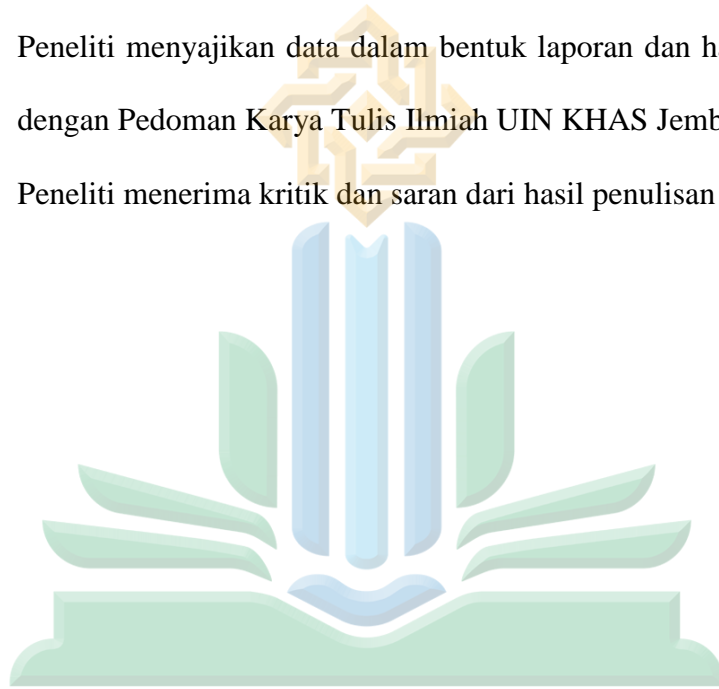 Peneliti menyajikan data dalam bentuk laporan dan
dengan Pedoman Karya Tulis Ilmiah UIN KHAS
Peneliti menerima kritik dan saran dari hasil penulisan